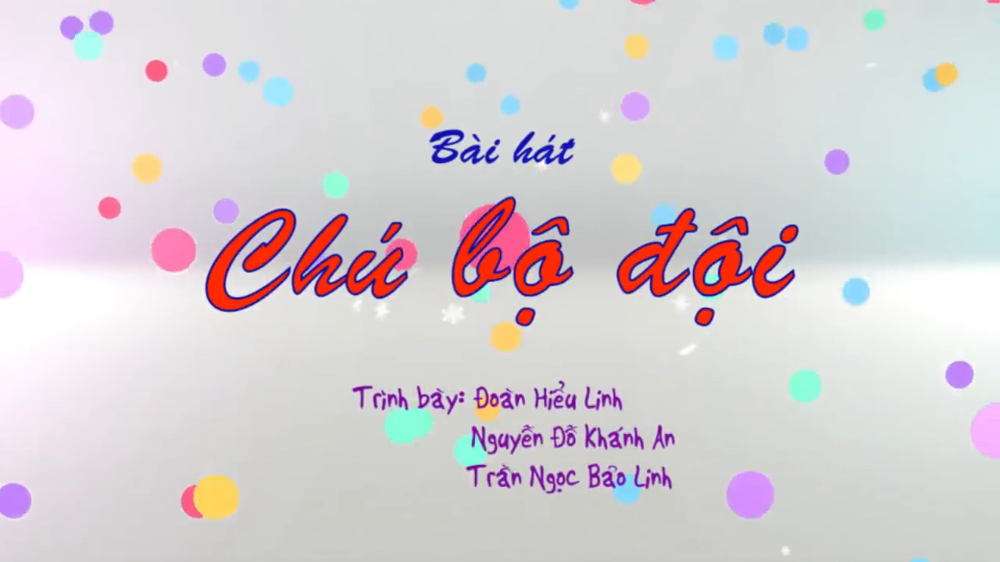 Bài hát
Chú bộ đội
Trình bày: Đoàn Hiểu Linh
Nguyễn Đỗ Khánh An
Trần Ngọc Bảo Linh